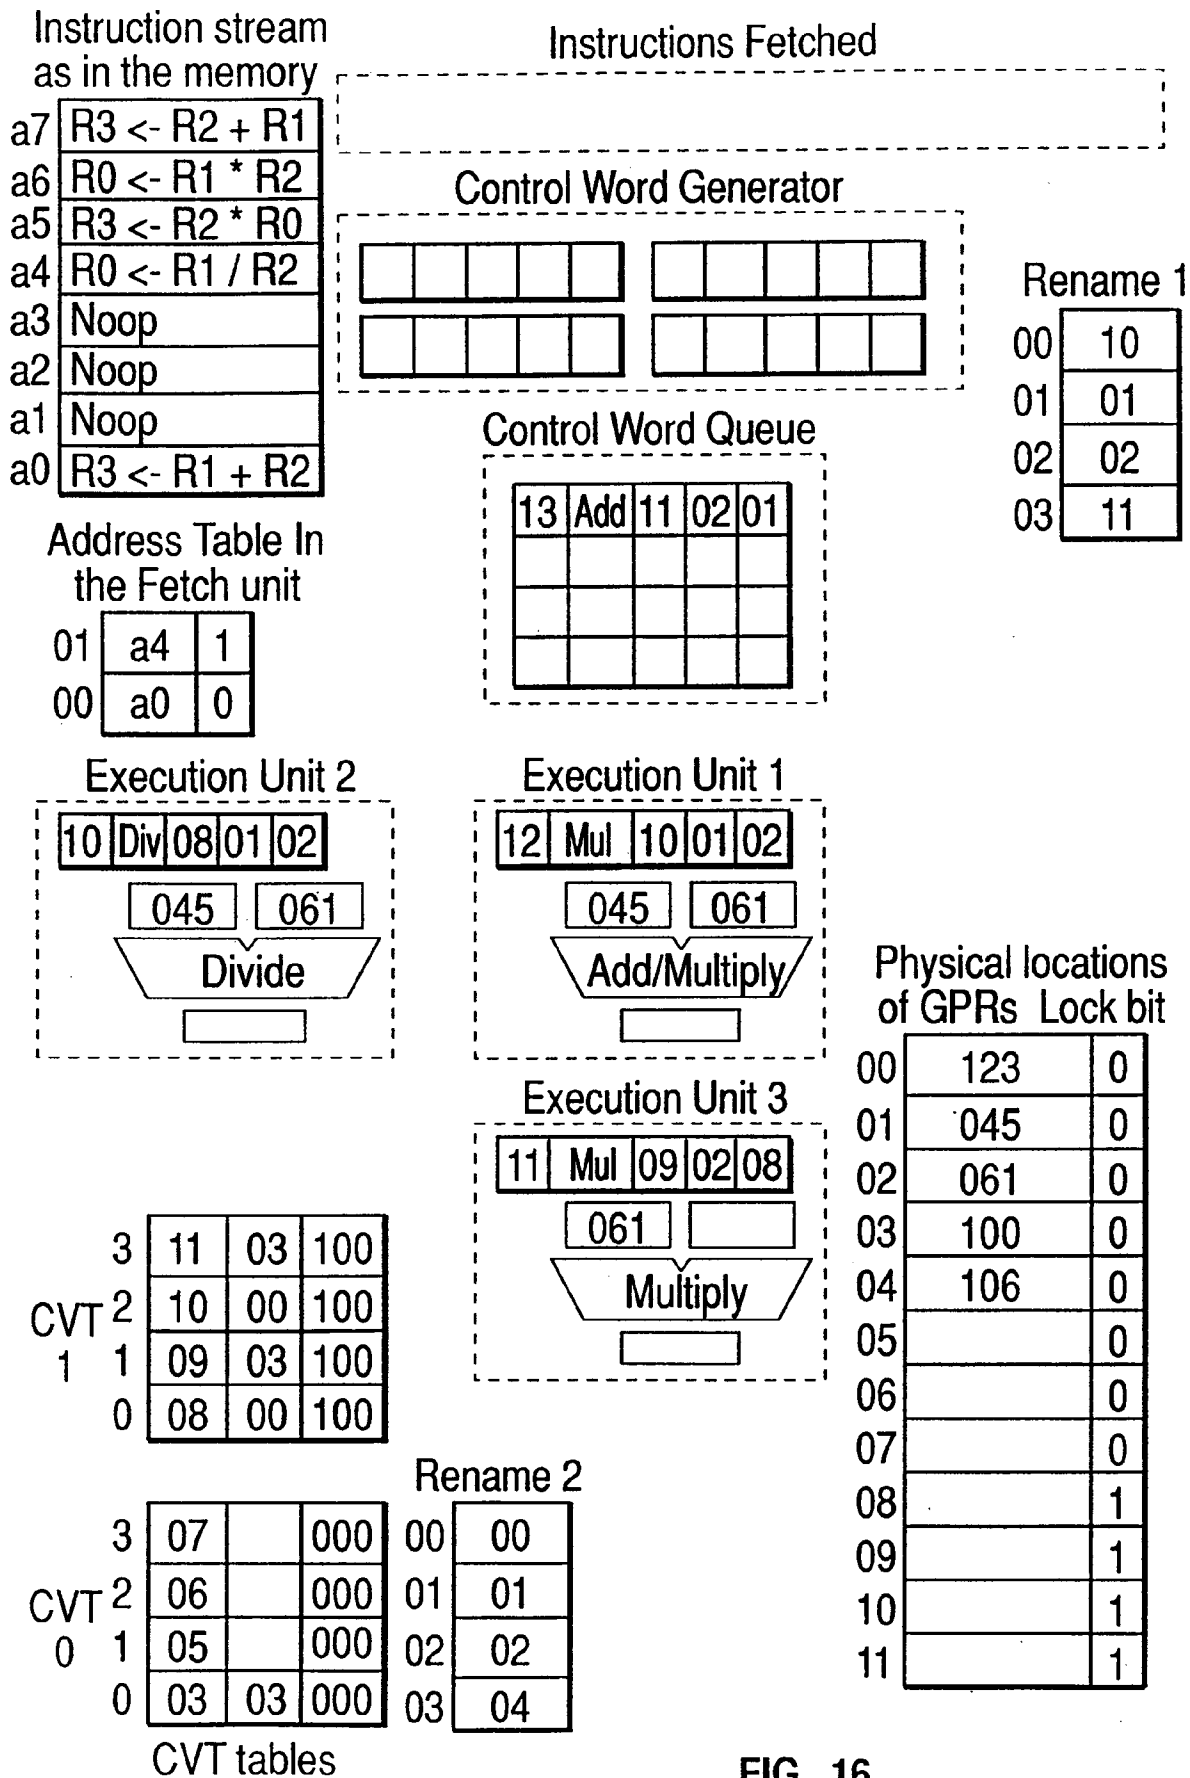 Instruction stream
as in the memory
a7 R3 <- R2 + R1
a6 R0 <- R1 * R2
a5 R3 <- R2 * R0
a4 R0 <- R1 / R2
a3 Noop
a2 Noop
a1 Noop
a0 R3 <- R1 + R2
Instructions Fetched
Control Word Generator
Rename 1
00 10
01 01
02 02
03 11
Control Word Queue
13 Add 11 02 01
Address Table In
the Fetch unit
01 a4 1
00 a0 0
Execution Unit 2
10 Div 08 01 02
045 061
Divide
Execution Unit 1
12 Mul 10 01 02
045 061
Add/Multiply
Execution Unit 3
11 Mul 09 02 08
061
Multiply
Physical locations
of GPRs Lock bit
00 123 0
01 045 0
02 061 0
03 100 0
04 106 0
05 0
06 0
07 0
08 1
09 1
10 1
11 1
CVT
1
3 11 03 100
2 10 00 100
1 09 03 100
0 08 00 100
CVT
0
3 07 000
2 06 000
1 05 000
0 03 03 000
CVT tables
Rename 2
00 00
01 01
02 02
03 04
FIG. 16